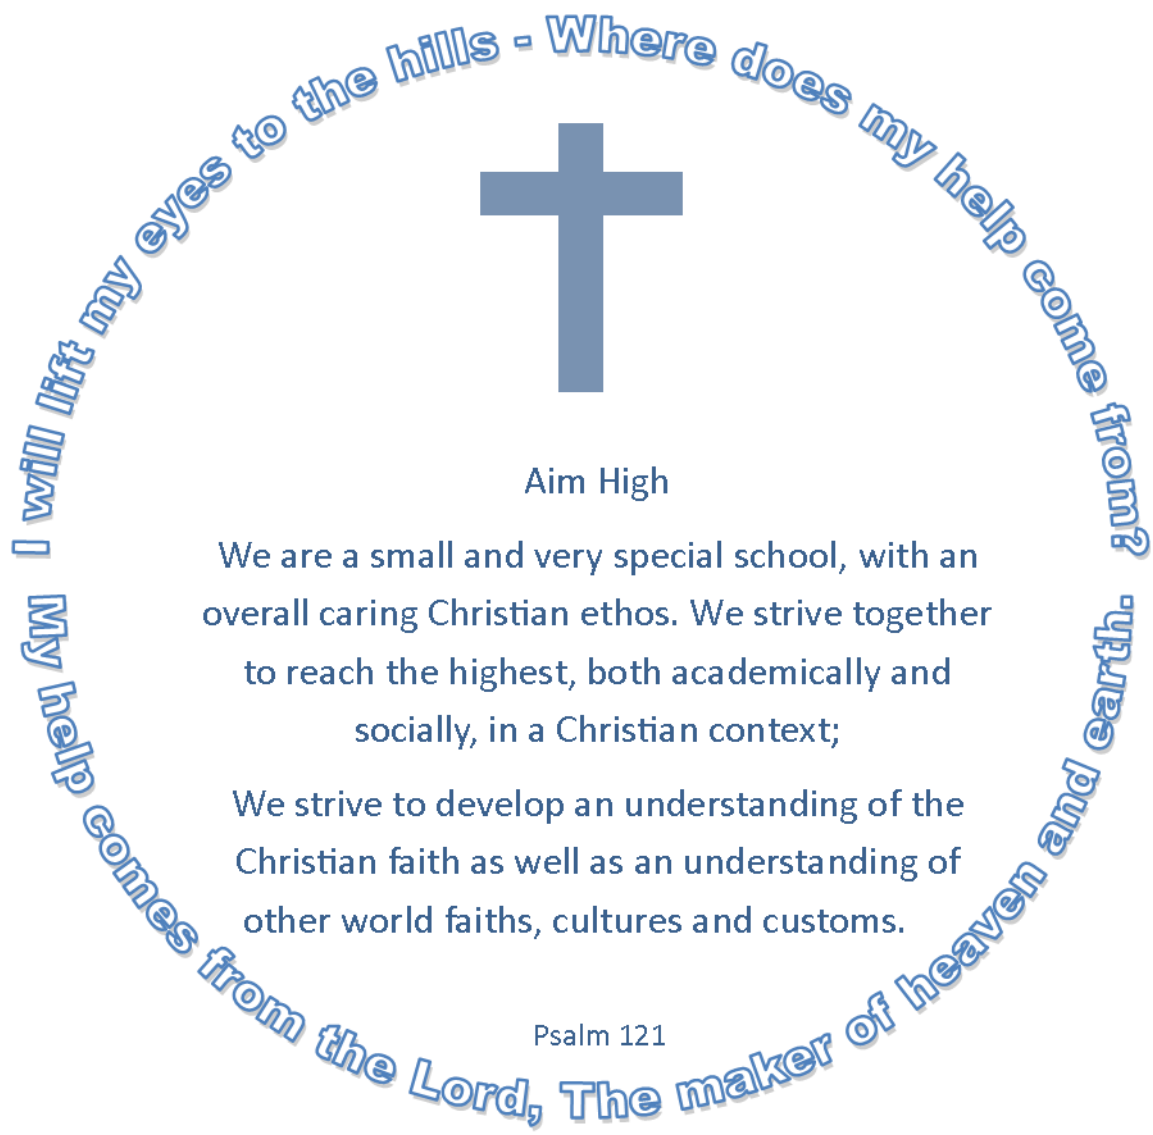 I will lift my eyes to the hills - Where does my help come from?
Aim High
We are a small and very special school, with an
overall caring Christian ethos. We strive together
to reach the highest, both academically and
socially, in a Christian context;
We strive to develop an understanding of the
Christian faith as well as an understanding of
other world faiths, cultures and customs.
Psalm 121
My help comes from the Lord, The maker of heaven and earth.